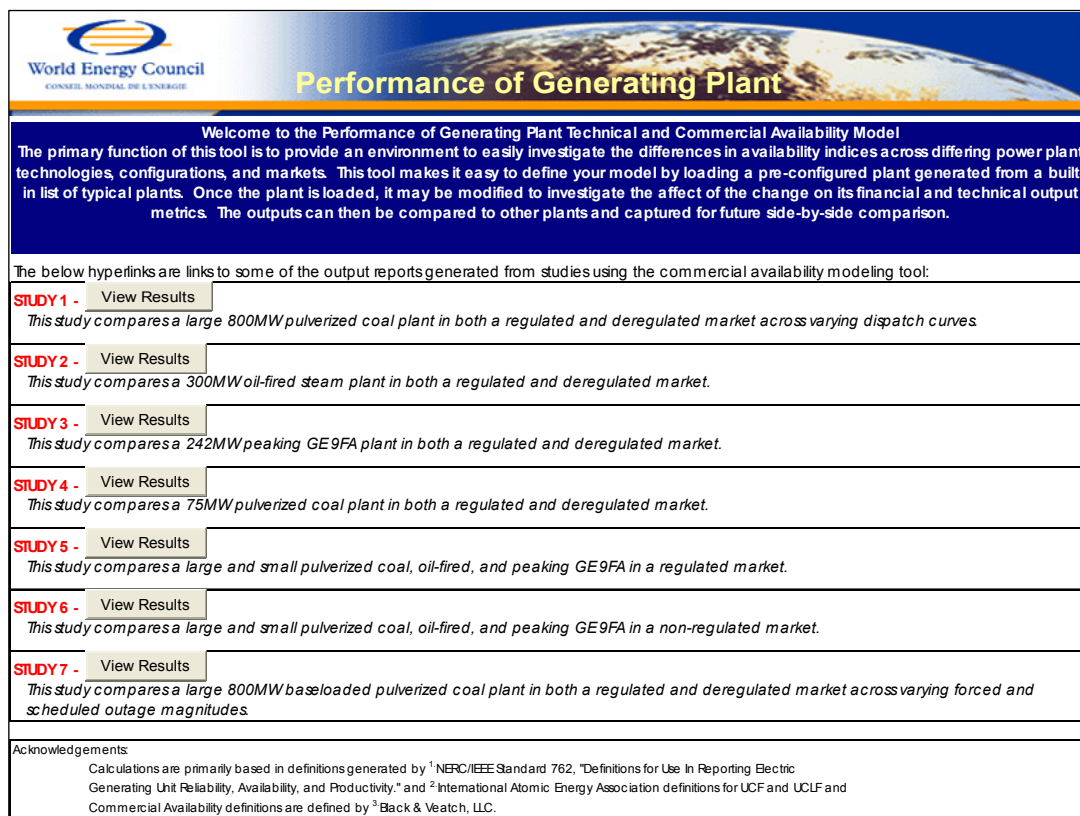 World Energy Council
CONSEIL MONDIAL DE L'ENERGIE
Performance of Generating Plant
Welcome to the Performance of Generating Plant Technical and Commercial Availability Model
The primary function of this tool is to provide an environment to easily investigate the differences in availability indices across differing power plant
technologies, configurations, and markets. This tool makes it easy to define your model by loading a pre-configured plant generated from a built
in list of typical plants. Once the plant is loaded, it may be modified to investigate the affect of the change on its financial and technical output
metrics. The outputs can then be compared to other plants and captured for future side-by-side comparison.
The below hyperlinks are links to some of the output reports generated from studies using the commercial availability modeling tool:
STUDY 1 - View Results
This study compares a large 800MW pulverized coal plant in both a regulated and deregulated market across varying dispatch curves.
STUDY 2 - View Results
This study compares a 300MW oil-fired steam plant in both a regulated and deregulated market.
STUDY 3 - View Results
This study compares a 242MW peaking GE9FA plant in both a regulated and deregulated market.
STUDY 4 - View Results
This study compares a 75MW pulverized coal plant in both a regulated and deregulated market.
STUDY 5 - View Results
This study compares a large and small pulverized coal, oil-fired, and peaking GE9FA in a regulated market.
STUDY 6 - View Results
This study compares a large and small pulverized coal, oil-fired, and peaking GE9FA in a non-regulated market.
STUDY 7 - View Results
This study compares a large 800MW baseloaded pulverized coal plant in both a regulated and deregulated market across varying forced and
scheduled outage magnitudes.
Acknowledgements:
Calculations are primarily based in definitions generated by 1. NERC/IEEE Standard 762, "Definitions for Use In Reporting Electric
Generating Unit Reliability, Availability, and Productivity." and 2. International Atomic Energy Association definitions for UCF and UCLF and
Commercial Availability definitions are defined by 3. Black & Veatch, LLC.